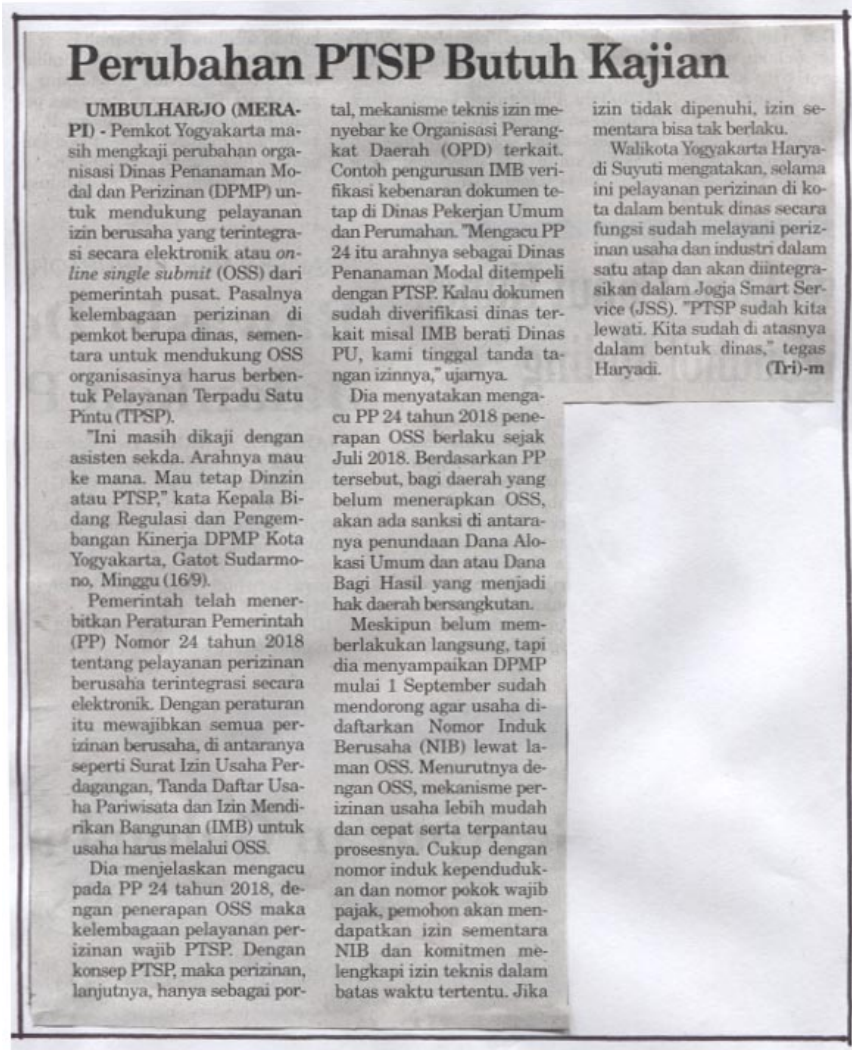 Perubahan PTSP Butuh Kajian
UMBULHARJO (MERA-
PI) - Pemkot Yogyakarta ma-
sih mengkaji perubahan orga-
nisasi Dinas Penanaman Mo-
dal dan Perizinan (DPMP) un-
tuk mendukung pelayanan
izin berusaha yang terintegra-
si secara elektronik atau on-
line single submit (OSS) dari
pemerintah pusat. Pasalnya
kelembagaan perizinan di
pemkot berupa dinas, semen-
tara untuk mendukung OSS
organisasinya harus berben-
tuk Pelayanan Terpadu Satu
Pintu (TPSP).
"Ini masih dikaji dengan
asisten sekda. Arahnya mau
ke mana. Mau tetap Dinzin
atau PTSP," kata Kepala Bi-
dang Regulasi dan Pengem-
bangan Kinerja DPMP Kota
Yogyakarta, Gatot Sudarmo-
no, Minggu (16/9).
Pemerintah telah mener-
bitkan Peraturan Pemerintah
(PP) Nomor 24 tahun 2018
tentang pelayanan perizinan
berusaha terintegrasi secara
elektronik. Dengan peraturan
itu mewajibkan semua per-
izinan berusaha, di antaranya
seperti Surat Izin Usaha Per-
dagangan, Tanda Daftar Usa-
ha Pariwisata dan Izin Mendi-
rikan Bangunan (IMB) untuk
usaha harus melalui OSS.
Dia menjelaskan mengacu
pada PP 24 tahun 2018, de-
ngan penerapan OSS maka
kelembagaan pelayanan per-
izinan wajib PTSP. Dengan
konsep PTSP, maka perizinan,
lanjutnya, hanya sebagai por-
tal, mekanisme teknis izin me-
nyebar ke Organisasi Perang-
kat Daerah (OPD) terkait.
Contoh pengurusan IMB veri-
fikasi kebenaran dokumen te-
tap di Dinas Pekerjan Umum
dan Perumahan. "Mengacu PP
24 itu arahnya sebagai Dinas
Penanaman Modal ditempeli
dengan PTSP. Kalau dokumen
sudah diverifikasi dinas ter-
kait misal IMB berati Dinas
PU, kami tinggal tanda ta-
ngan izinnya," ujarnya.
Dia menyatakan menga-
cu PP 24 tahun 2018 pene-
rapan OSS berlaku sejak
Juli 2018. Berdasarkan PP
tersebut, bagi daerah yang
belum menerapkan OSS,
akan ada sanksi di antara-
nya penundaan Dana Alo-
kasi Umum dan atau Dana
Bagi Hasil yang menjadi
hak daerah bersangkutan.
Meskipun belum mem-
berlakukan langsung, tapi
dia menyampaikan DPMP
mulai 1 September sudah
mendorong agar usaha di-
daftarkan Nomor Induk
Berusaha (NIB) lewat la-
man OSS. Menurutnya de-
ngan OSS, mekanisme per-
izinan usaha lebih mudah
dan cepat serta terpantau
prosesnya. Cukup dengan
nomor induk kependuduk-
an dan nomor pokok wajib
pajak, pemohon akan men-
dapatkan izin sementara
NIB dan komitmen me-
lengkapi izin teknis dalam
batas waktu tertentu. Jika
izin tidak dipenuhi, izin se-
mentara bisa tak berlaku.
Walikota Yogyakarta Harya-
di Suyuti mengatakan, selama
ini pelayanan perizinan di ko-
ta dalam bentuk dinas secara
fungsi sudah melayani periz-
inan usaha dan industri dalam
satu atap dan akan diintegra-
sikan dalam Jogja Smart Ser-
vice (JSS). "PTSP sudah kita
lewati. Kita sudah di atasnya
dalam bentuk dinas," tegas
Haryadi. (Tri)-m